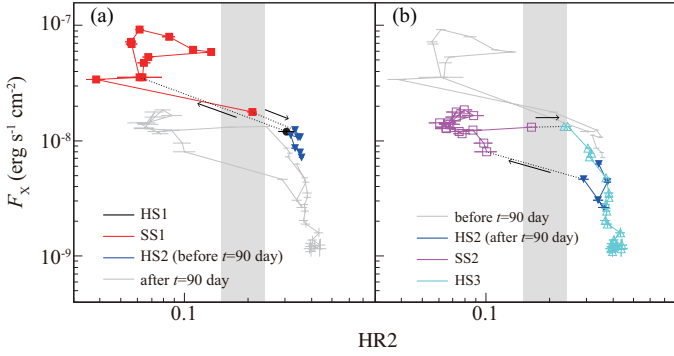 (a)
(b)
10⁻⁷
10⁻⁸
10⁻⁹
F_X (erg s⁻¹ cm⁻²)
HS1
SS1
HS2 (before t=90 day)
after t=90 day
before t=90 day
HS2 (after t=90 day)
SS2
HS3
0.1
0.1
HR2